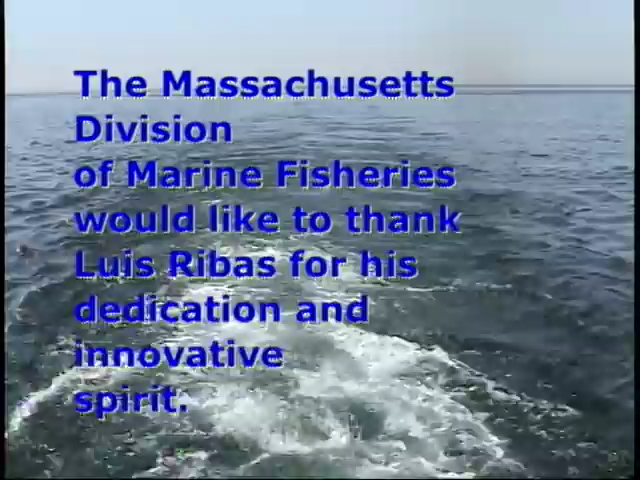 The Massachusetts
Division
of Marine Fisheries
would like to thank
Luis Ribas for his
dedication and
innovative
spirit.